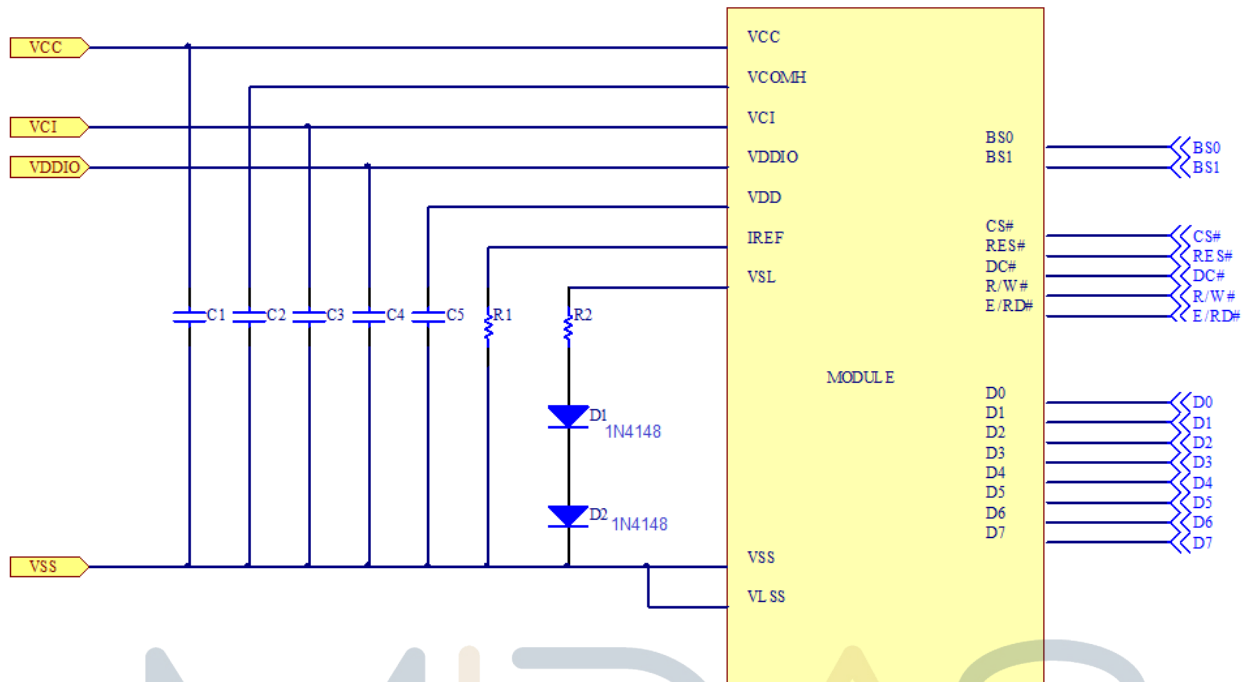 VCC
VCI
VDDIO
VSS
C1
C2
C3
C4
C5
R1
R2
D1
1N4148
D2
1N4148
VCC
VCOMH
VCI
VDDIO
VDD
IREF
VSL
MODULE
VSS
VLSS
BS0
BS1
CS#
RES#
DC#
R/W#
E/RD#
D0
D1
D2
D3
D4
D5
D6
D7
BS0
BS1
CS#
RES#
DC#
R/W#
E/RD#
D0
D1
D2
D3
D4
D5
D6
D7